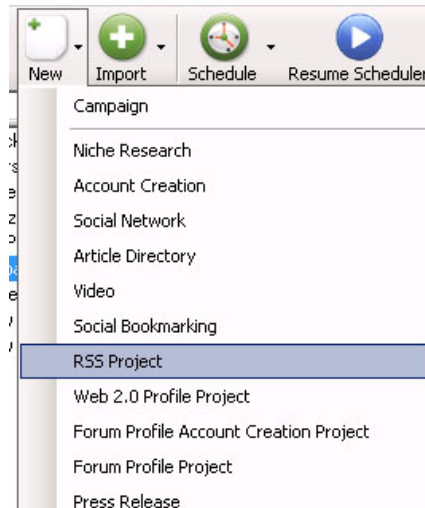 New Import Schedule Resume Scheduler
Campaign
Niche Research
Account Creation
Social Network
Article Directory
Video
Social Bookmarking
RSS Project
Web 2.0 Profile Project
Forum Profile Account Creation Project
Forum Profile Project
Press Release